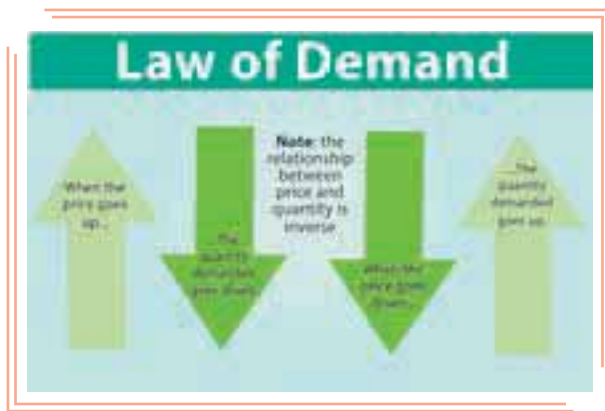 Law of Demand
When the
price goes
up...
...The
quantity
demanded
goes down.
Note: the
relationship
between
price and
quantity is
inverse
When the
price goes
down...
...The
quantity
demanded
goes up.